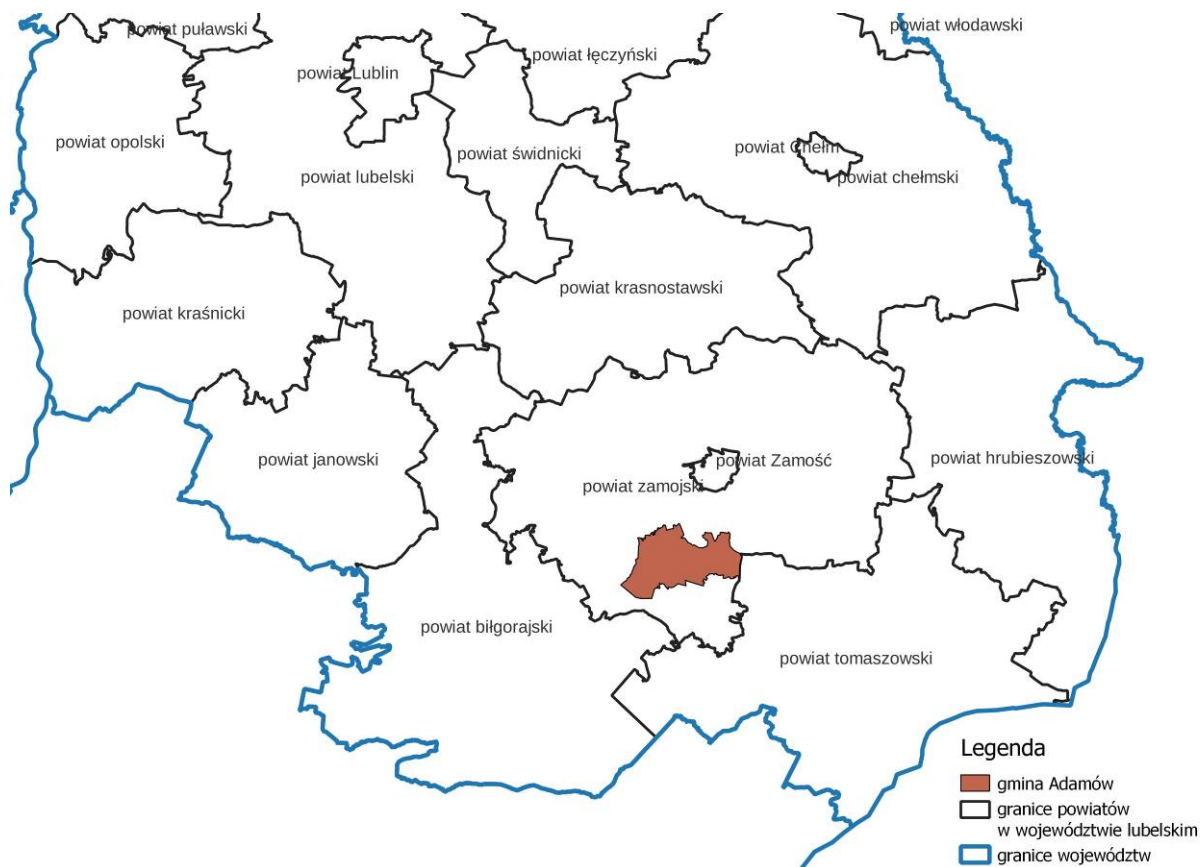 powiat puławski
powiat włodawski
powiat łęczyński
powiat Lublin
powiat opolski
powiat świdnicki
powiat Chełm
powiat lubelski
powiat chełmski
powiat krasnostawski
powiat kraśnicki
powiat janowski
powiat Zamość
powiat hrubieszowski
powiat zamojski
powiat biłgorajski
powiat tomaszowski
Legenda
gmina Adamów
granice powiatów
w województwie lubelskim
granice województw